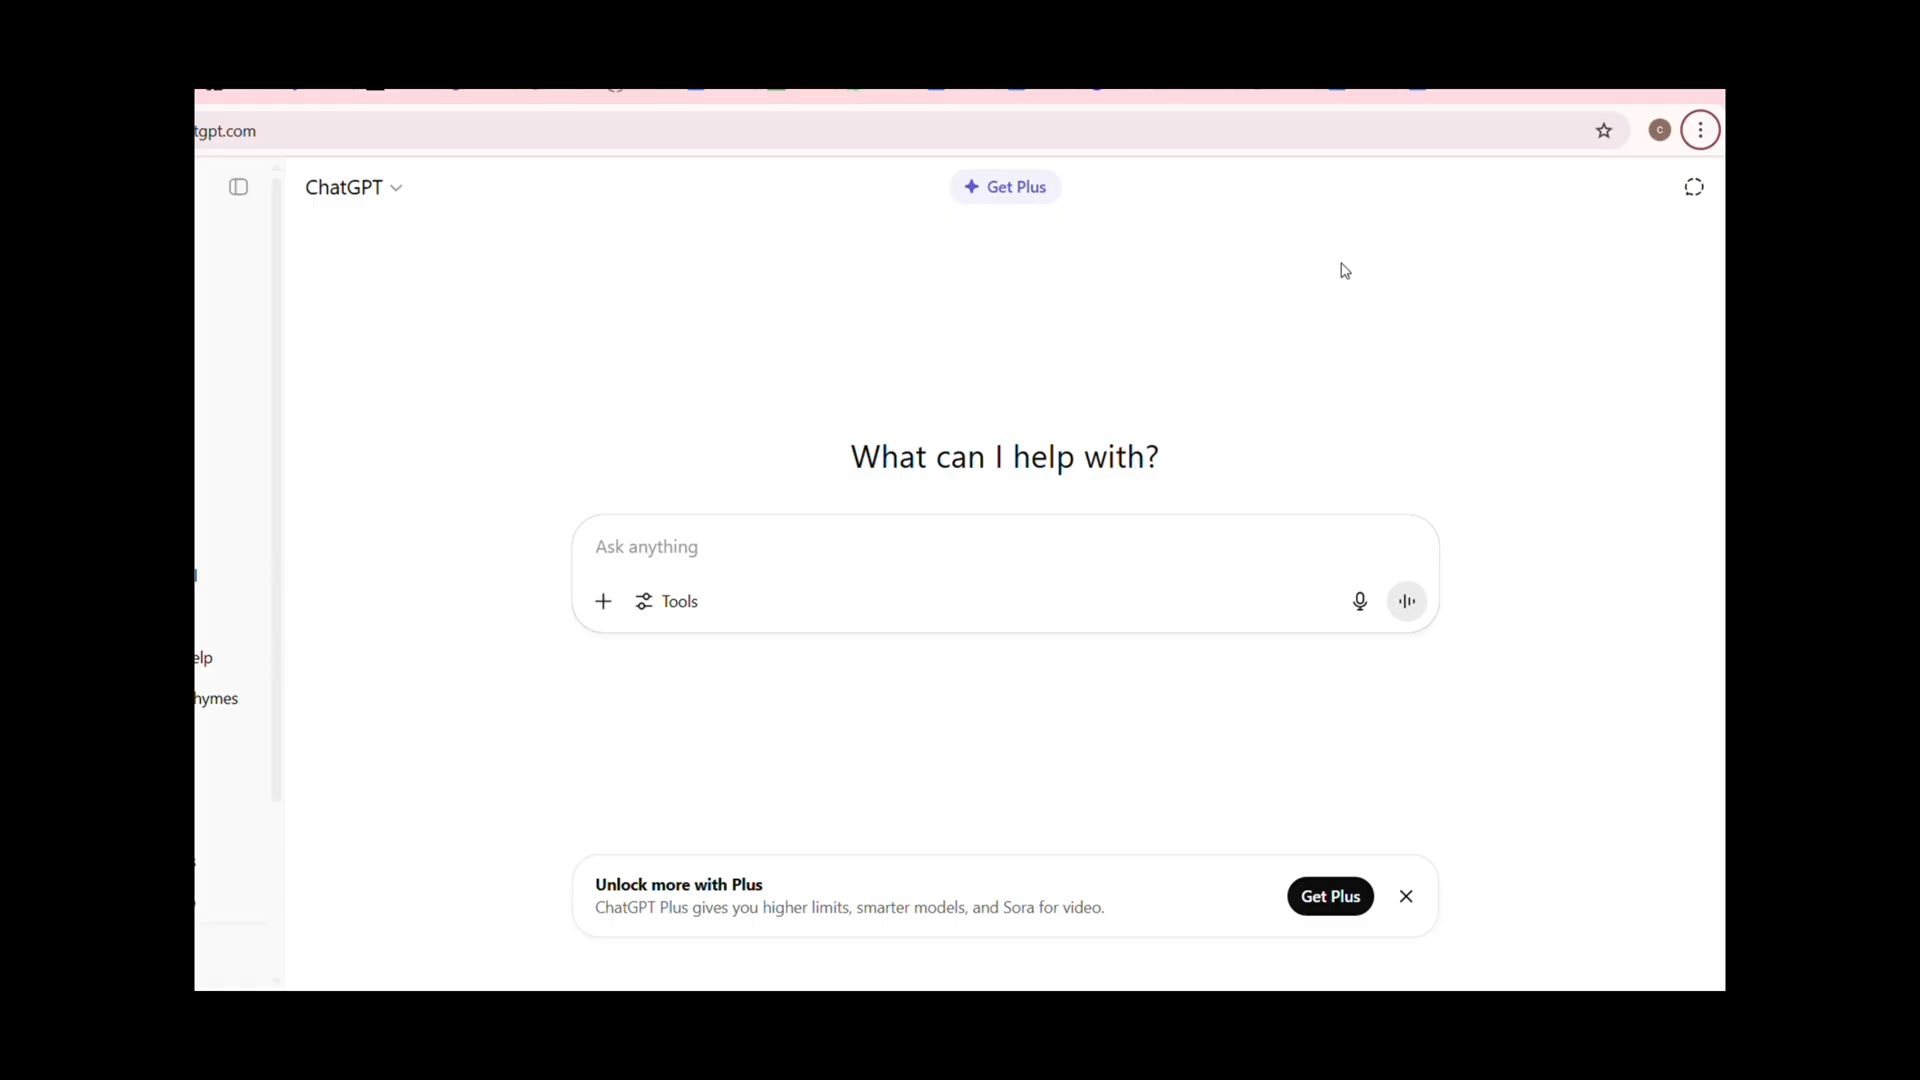 tgpt.com
C
ChatGPT
Get Plus
What can I help with?
Ask anything
Tools
elp
hymes
Unlock more with Plus
ChatGPT Plus gives you higher limits, smarter models, and Sora for video.
Get Plus